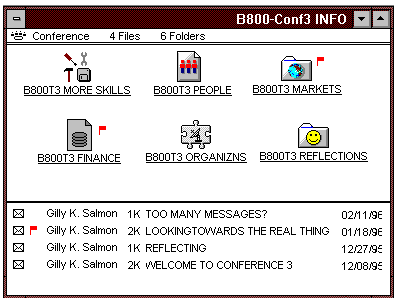 B800-Conf3 INFO
Conference 4 Files 6 Folders
B800T3 MORE SKILLS B800T3 PEOPLE B800T3 MARKETS
B800T3 FINANCE B800T3 ORGANIZNS B800T3 REFLECTIONS
Gilly K. Salmon 1K TOO MANY MESSAGES? 02/11/96
Gilly K. Salmon 2K LOOKINGTOWARDS THE REAL THING 01/18/96
Gilly K. Salmon 1K REFLECTING 12/27/95
Gilly K. Salmon 2K WELCOME TO CONFERENCE 3 12/08/95